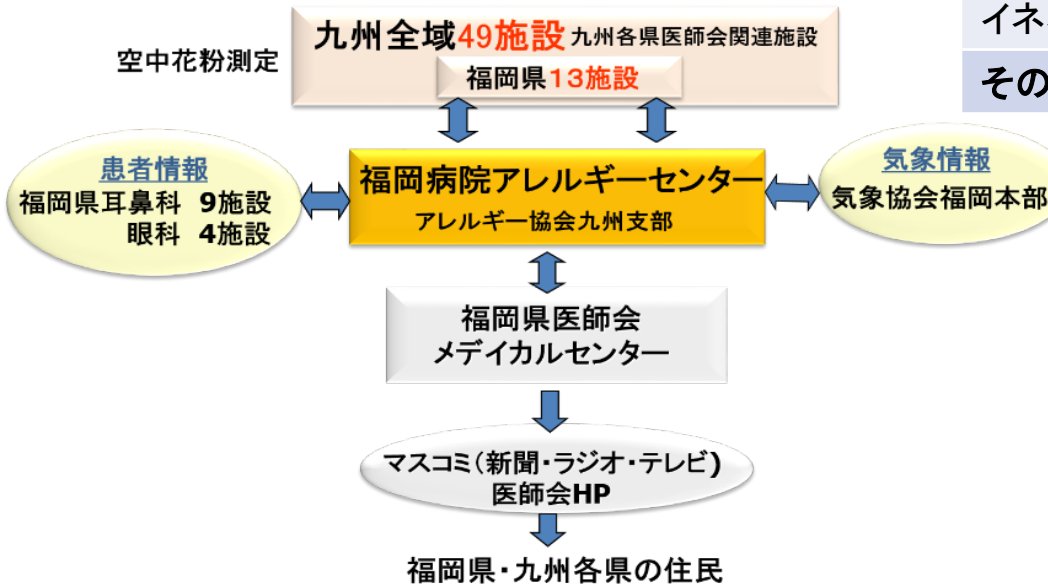 イネ
その
空中花粉測定
九州全域49施設 九州各県医師会関連施設
福岡県13施設
患者情報
福岡県耳鼻科 9施設
眼科 4施設
福岡病院アレルギーセンター
アレルギー協会九州支部
気象情報
気象協会福岡本部
福岡県医師会
メデイカルセンター
マスコミ(新聞・ラジオ・テレビ)
医師会HP
福岡県・九州各県の住民